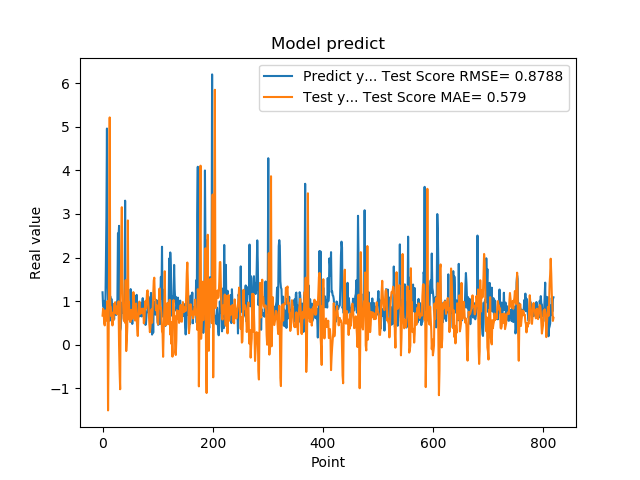 Model predict
Predict y... Test Score RMSE= 0.8788
Test y... Test Score MAE= 0.579
6
5
4
3
2
1
0
−1
Real value
0 200 400 600 800
Point